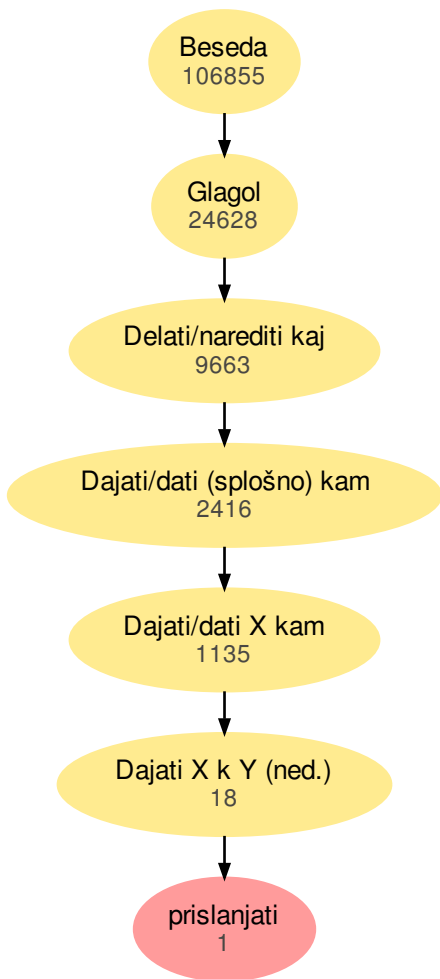 Beseda
106855
Glagol
24628
Delati/narediti kaj
9663
Dajati/dati (splošno) kam
2416
Dajati/dati X kam
1135
Dajati X k Y (ned.)
18
prislanjati
1